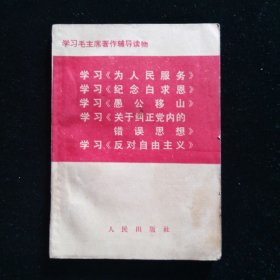 学习毛主席著作辅导读物
学习《为人民服务》
学习《纪念白求恩》
学习《愚公移山》
学习《关于纠正党内的
错误思想》
学习《反对自由主义》
人民出版社